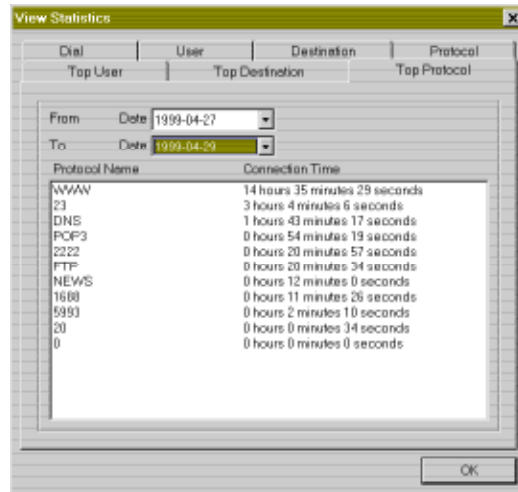 View Statistics
Dial User Destination Protocol
Top User Top Destination Top Protocol
From Date 1999-04-27
To Date 1999-04-29
Protocol Name Connection Time
WWW 14 hours 35 minutes 29 seconds
23 3 hours 4 minutes 6 seconds
DNS 1 hours 43 minutes 17 seconds
POP3 0 hours 54 minutes 19 seconds
2222 0 hours 20 minutes 57 seconds
FTP 0 hours 20 minutes 34 seconds
NEWS 0 hours 12 minutes 0 seconds
1688 0 hours 11 minutes 26 seconds
5993 0 hours 2 minutes 10 seconds
20 0 hours 0 minutes 34 seconds
0 0 hours 0 minutes 0 seconds
OK